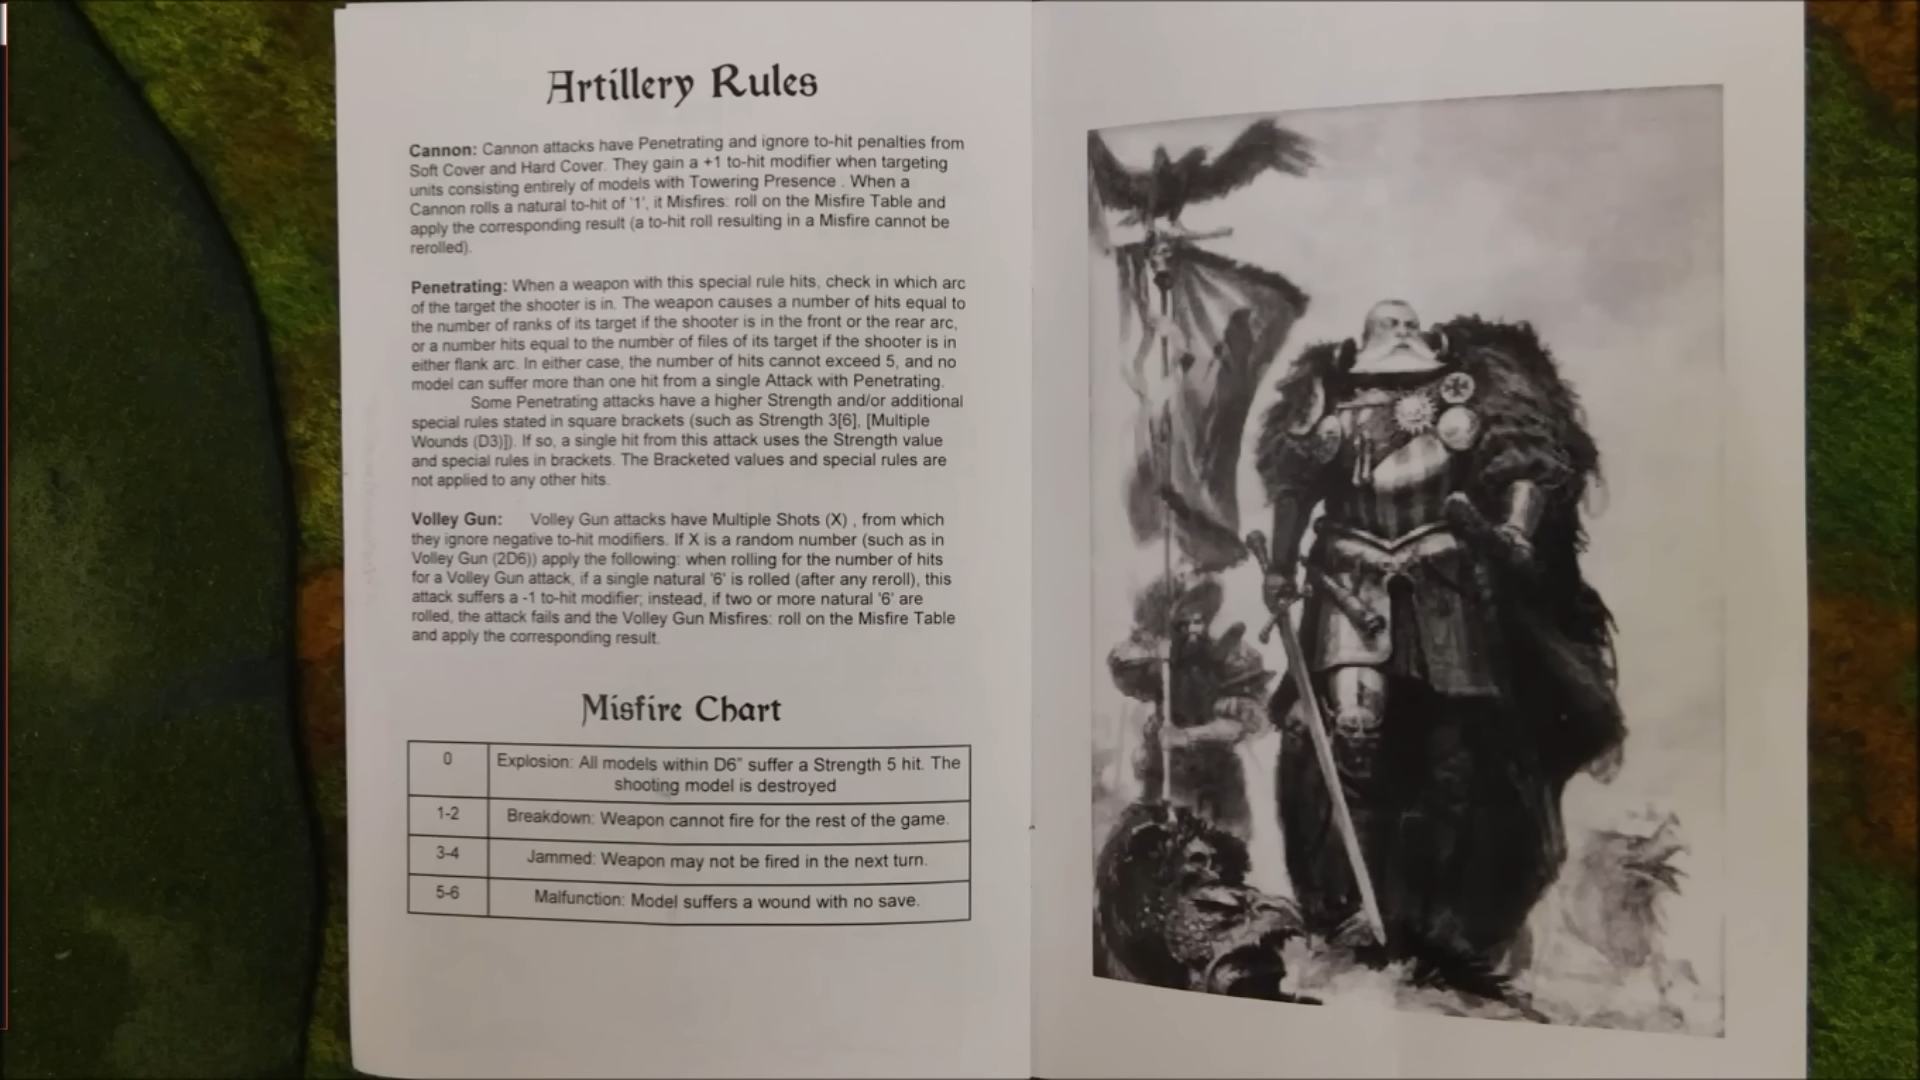 Artillery Rules
Cannon: Cannon attacks have Penetrating and ignore to-hit penalties from
Soft Cover and Hard Cover. They gain a +1 to-hit modifier when targeting
units consisting entirely of models with Towering Presence . When a
Cannon rolls a natural to-hit of '1', it Misfires: roll on the Misfire Table and
apply the corresponding result (a to-hit roll resulting in a Misfire cannot be
rerolled).
Penetrating: When a weapon with this special rule hits, check in which arc
of the target the shooter is in. The weapon causes a number of hits equal to
the number of ranks of its target if the shooter is in the front or the rear arc,
or a number hits equal to the number of files of its target if the shooter is in
either flank arc. In either case, the number of hits cannot exceed 5, and no
model can suffer more than one hit from a single Attack with Penetrating.
Some Penetrating attacks have a higher Strength and/or additional
special rules stated in square brackets (such as Strength 3[6], [Multiple
Wounds (D3)]). If so, a single hit from this attack uses the Strength value
and special rules in brackets. The Bracketed values and special rules are
not applied to any other hits.
Volley Gun: Volley Gun attacks have Multiple Shots (X) , from which
they ignore negative to-hit modifiers. If X is a random number (such as in
Volley Gun (2D6)) apply the following: when rolling for the number of hits
for a Volley Gun attack, if a single natural '6' is rolled (after any reroll), this
attack suffers a -1 to-hit modifier; instead, if two or more natural '6' are
rolled, the attack fails and the Volley Gun Misfires: roll on the Misfire Table
and apply the corresponding result.
Misfire Chart
0 Explosion: All models within D6" suffer a Strength 5 hit. The
shooting model is destroyed
1-2 Breakdown: Weapon cannot fire for the rest of the game.
3-4 Jammed: Weapon may not be fired in the next turn.
5-6 Malfunction: Model suffers a wound with no save.